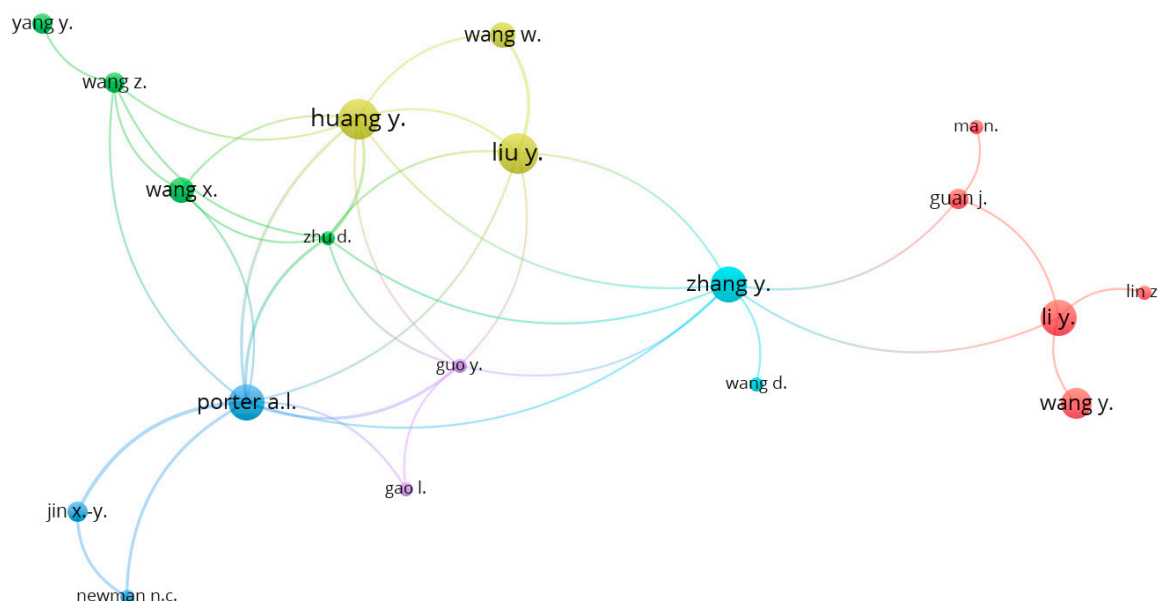 yang y.
wang w.
wang z.
huang y.
ma n.
liu y.
wang x.
guan j.
zhu d.
zhang y.
lin z
li y.
guo y.
wang d.
porter a.l.
wang y.
gao l.
jin x.-y.
newman n.c.